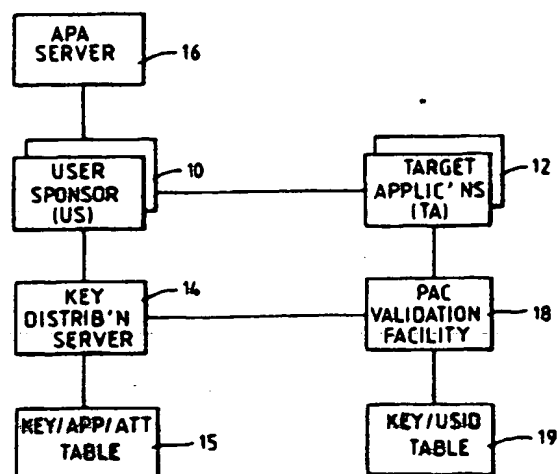 APA
SERVER
16
USER
SPONSOR
(US)
10
TARGET
APPLIC'NS
(TA)
12
KEY
DISTRIB'N
SERVER
14
PAC
VALIDATION
FACILITY
18
KEY/APP/ATT
TABLE
15
KEY/USID
TABLE
19